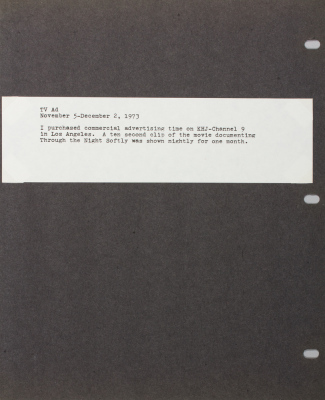 TV Ad
November 5-December 2, 1973
I purchased commercial advertising time on KHJ-Channel 9
in Los Angeles.  A ten second clip of the movie documenting
Through the Night Softly was shown nightly for one month.